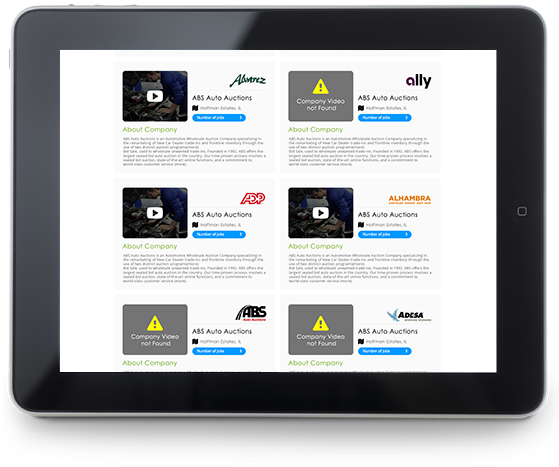 Alvarez
ABS Auto Auctions
Hoffman Estates, IL
Number of jobs
About Company
ABS Auto Auctions is an Automotive Wholesale Auction Company specializing in
the remarketing of New Car Dealer trade-ins and frontline inventory through the
use of two distinct auction programs(more)
Bid Sale, used to wholesale unwanted trade-ins. Founded in 1992, ABS offers the
largest sealed bid auto auction in the country. Our time-proven process involves a
sealed bid auction, state-of-the-art online functions, and a commitment to
world-class customer service (more)
ally
Company Video
not Found
ABS Auto Auctions
Hoffman Estates, IL
Number of jobs
About Company
ABS Auto Auctions is an Automotive Wholesale Auction Company specializing in
the remarketing of New Car Dealer trade-ins and frontline inventory through the
use of two distinct auction programs(more)
Bid Sale, used to wholesale unwanted trade-ins. Founded in 1992, ABS offers the
largest sealed bid auto auction in the country. Our time-proven process involves a
sealed bid auction, state-of-the-art online functions, and a commitment to
world-class customer service (more)
ADP
ABS Auto Auctions
Hoffman Estates, IL
Number of jobs
About Company
ABS Auto Auctions is an Automotive Wholesale Auction Company specializing in
the remarketing of New Car Dealer trade-ins and frontline inventory through the
use of two distinct auction programs(more)
Bid Sale, used to wholesale unwanted trade-ins. Founded in 1992, ABS offers the
largest sealed bid auto auction in the country. Our time-proven process involves a
sealed bid auction, state-of-the-art online functions, and a commitment to
world-class customer service (more)
ALHAMBRA
ABS Auto Auctions
Hoffman Estates, IL
Number of jobs
About Company
ABS Auto Auctions is an Automotive Wholesale Auction Company specializing in
the remarketing of New Car Dealer trade-ins and frontline inventory through the
use of two distinct auction programs(more)
Bid Sale, used to wholesale unwanted trade-ins. Founded in 1992, ABS offers the
largest sealed bid auto auction in the country. Our time-proven process involves a
sealed bid auction, state-of-the-art online functions, and a commitment to
world-class customer service (more)
ABS
Auto Auctions
Company Video
not Found
ABS Auto Auctions
Hoffman Estates, IL
Number of jobs
About Company
ADESA
Company Video
not Found
ABS Auto Auctions
Hoffman Estates, IL
Number of jobs
About Company